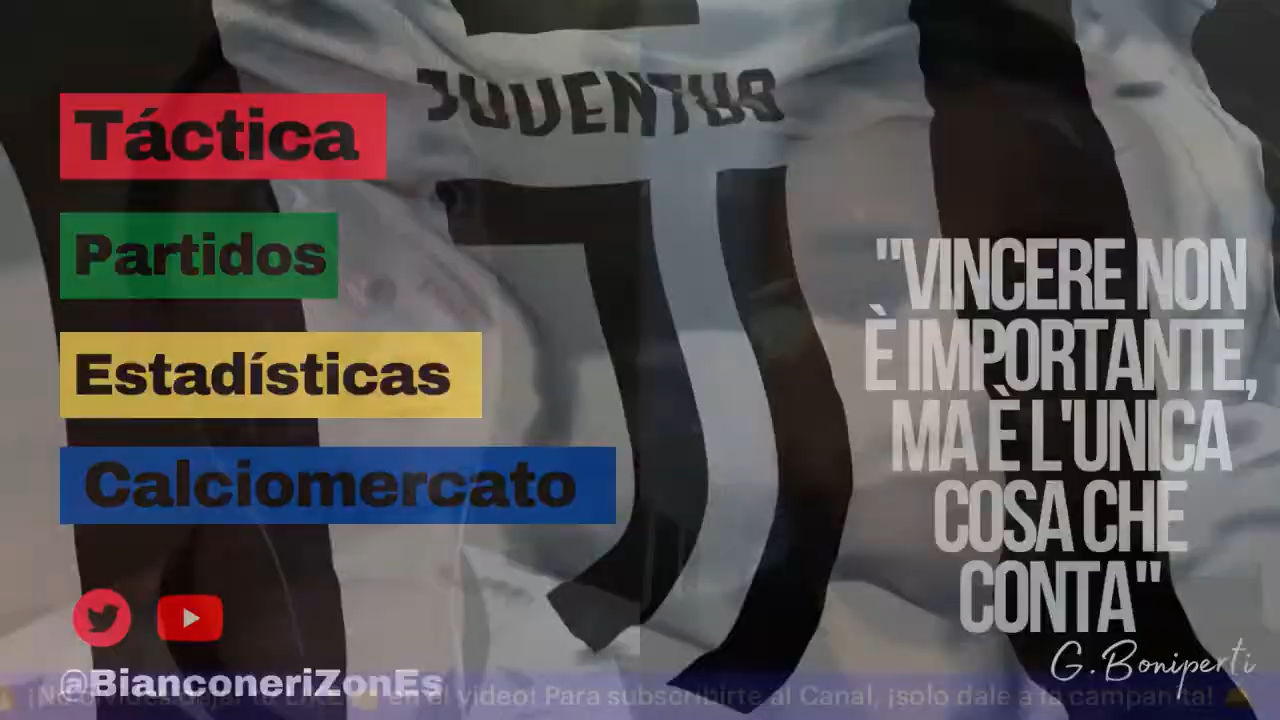 JUVENTUS
Táctica
Partidos
Estadísticas
Calciomercato
"VINCERE NON
È IMPORTANTE,
MA È L'UNICA
COSA CHE
CONTA"
G. Boniperti
@BianconeriZonEs
en el video! Para subscribirte al Canal, ¡solo dale a la campanita!